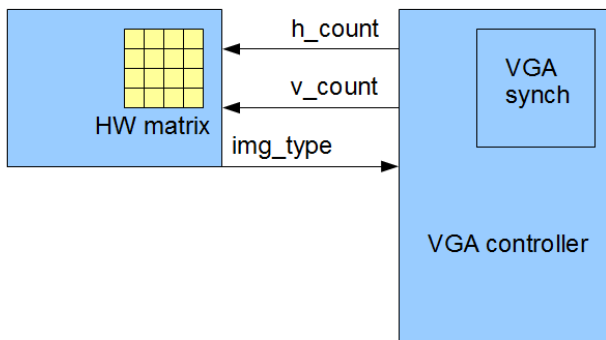 h_count
VGA
synch
v_count
HW matrix
img_type
VGA controller